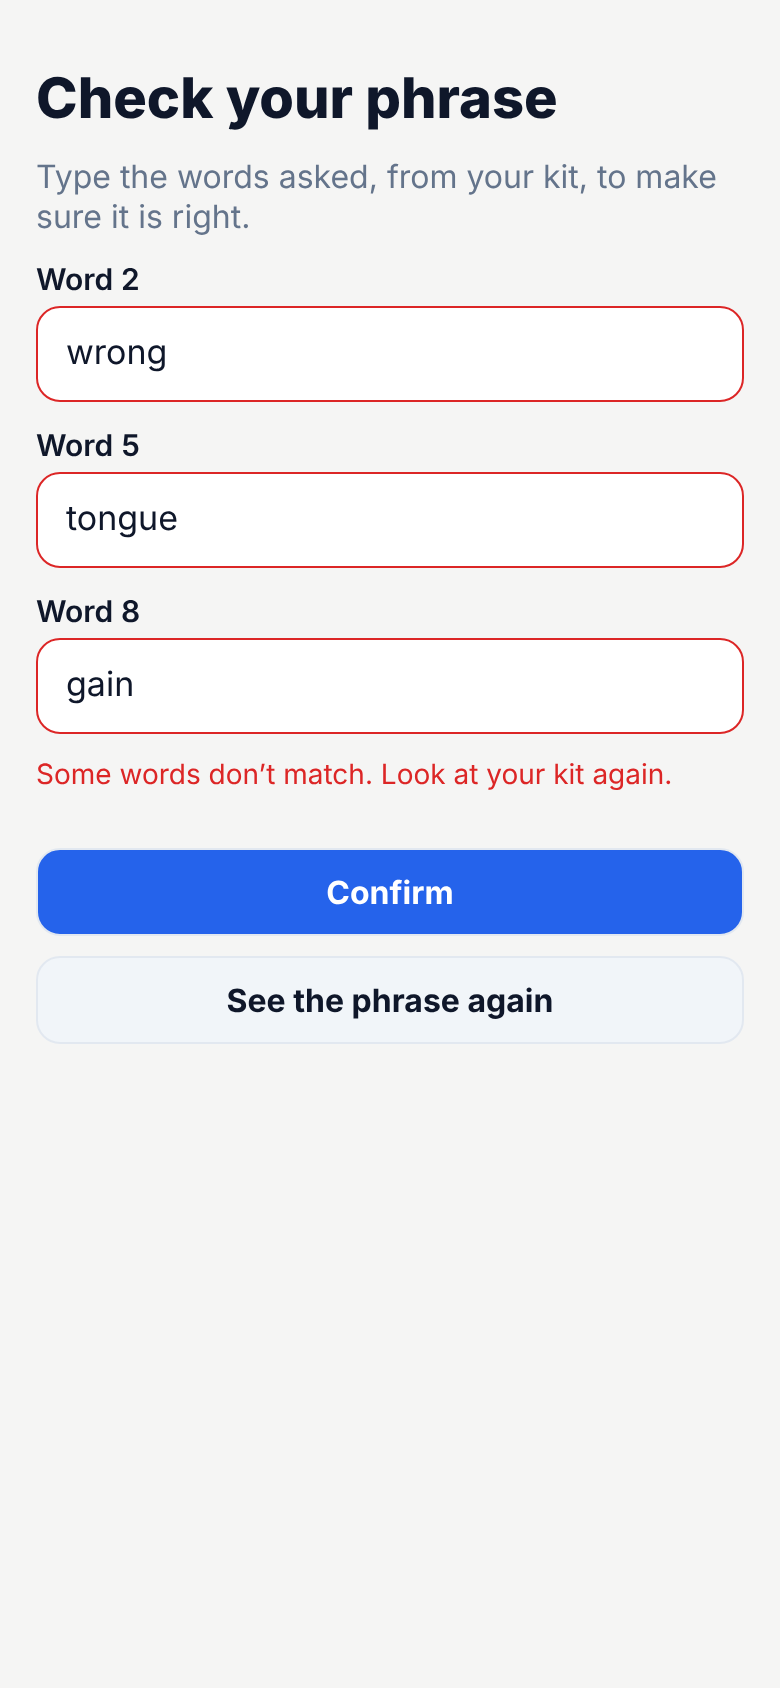 Check your phrase
Type the words asked, from your kit, to make
sure it is right.
Word 2
wrong
Word 5
tongue
Word 8
gain
Some words don’t match. Look at your kit again.
Confirm
See the phrase again